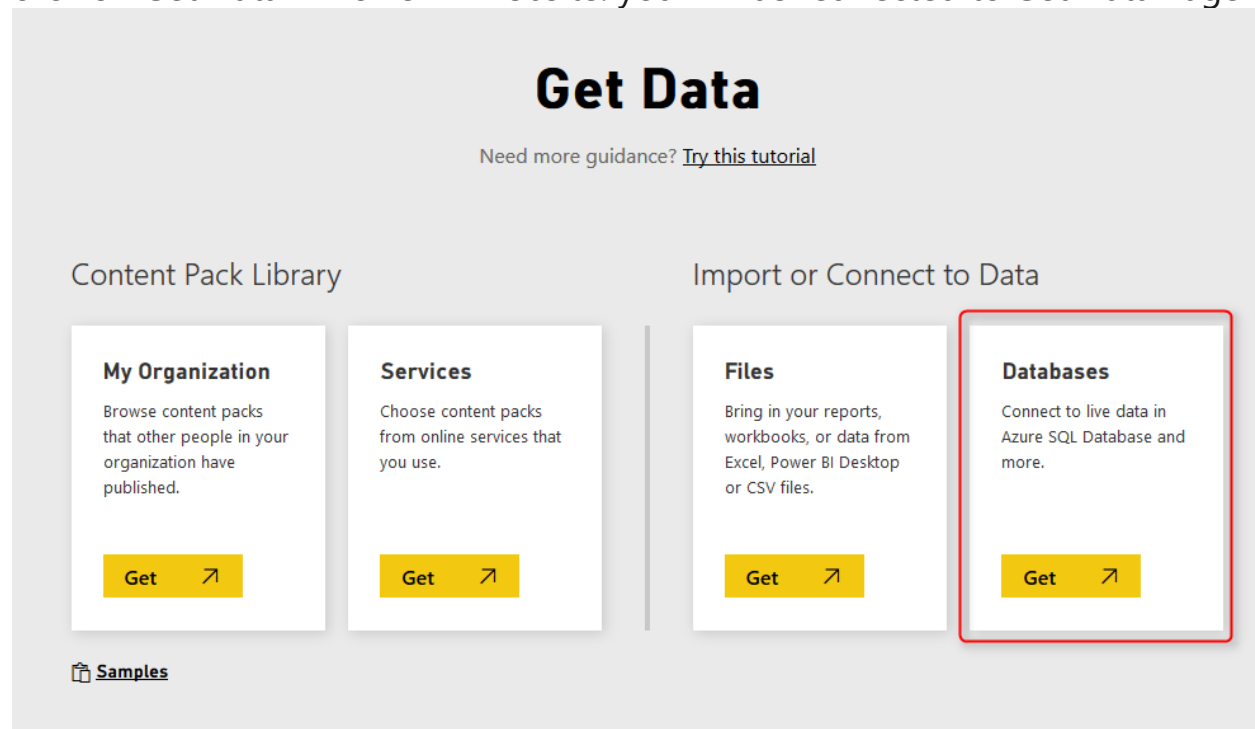 Get Data
Need more guidance? Try this tutorial
Content Pack Library
Import or Connect to Data
My Organization
Browse content packs
that other people in your
organization have
published.
Get
Services
Choose content packs
from online services that
you use.
Get
Files
Bring in your reports,
workbooks, or data from
Excel, Power BI Desktop
or CSV files.
Get
Databases
Connect to live data in
Azure SQL Database and
more.
Get
Samples